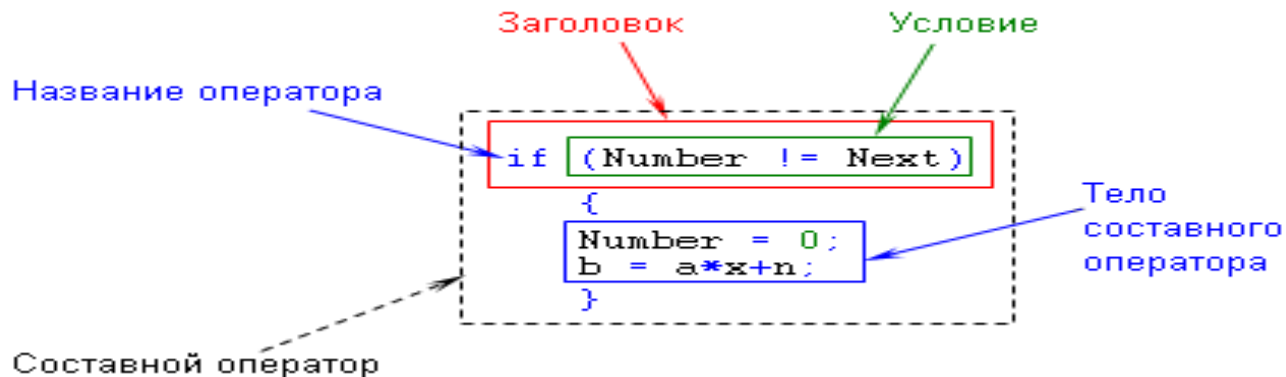 Заголовок
Условие
Название оператора
if (Number != Next)
{
Number = 0;
b = a*x+n;
}
Тело
составного
оператора
Составной оператор